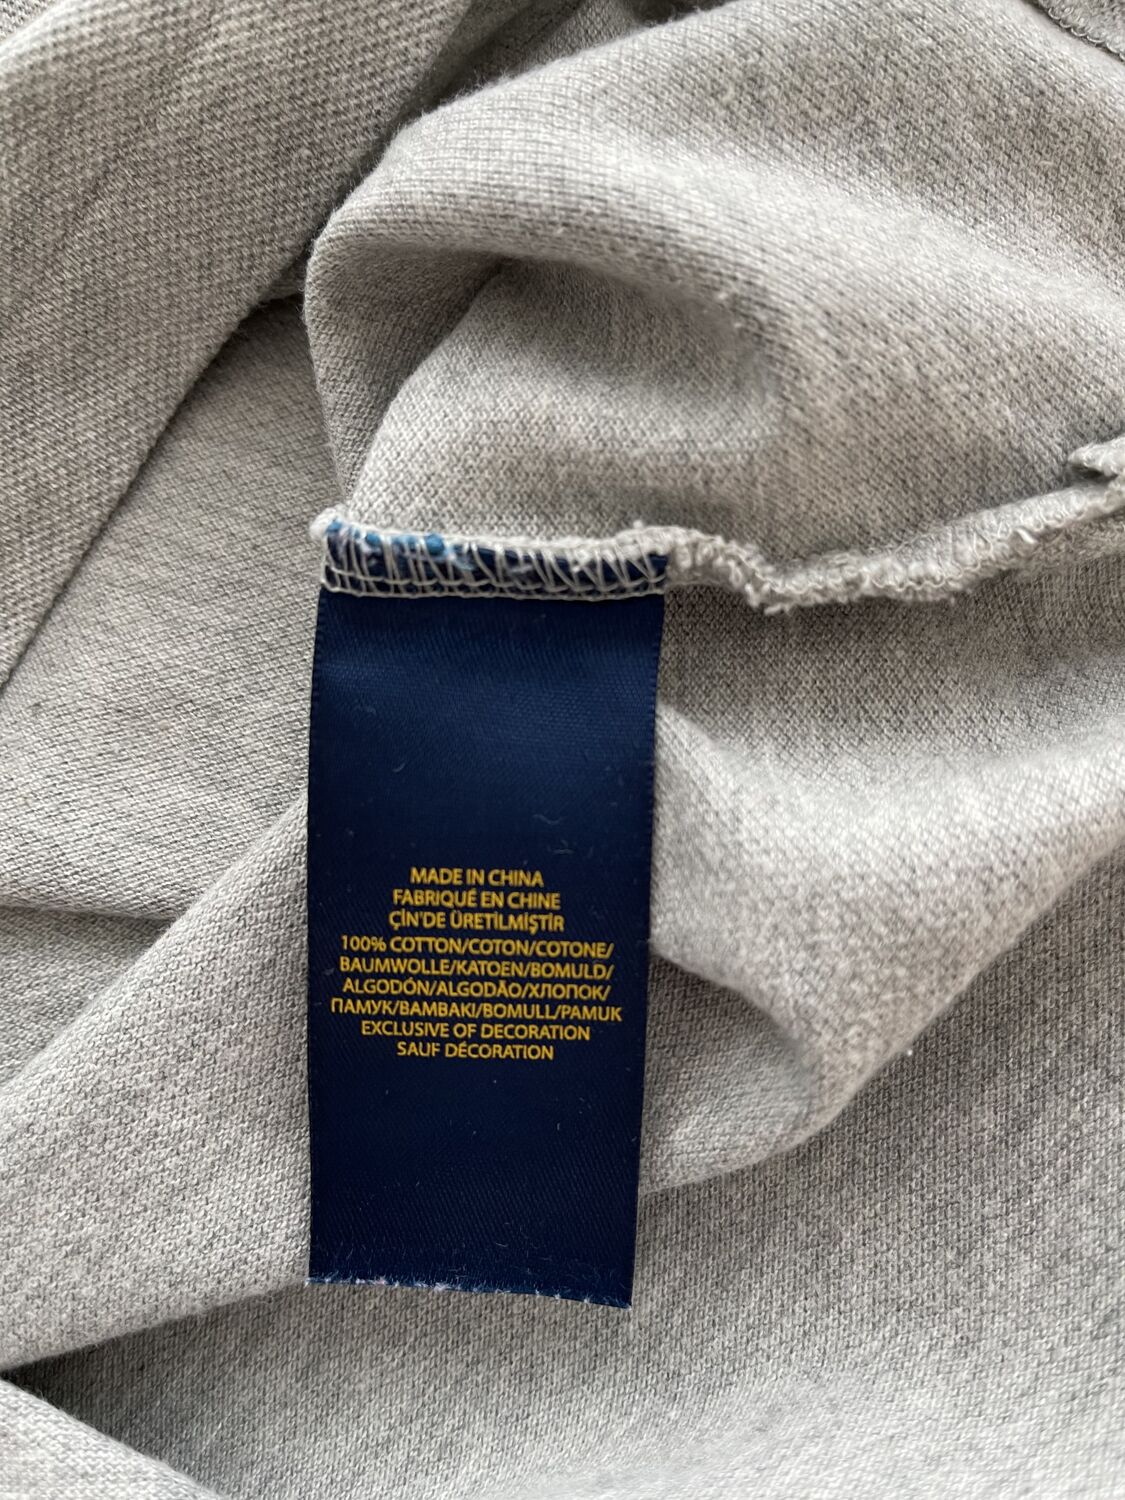 MADE IN CHINA
FABRIQUÉ EN CHINE
ÇİN'DE ÜRETİLMİŞTİR
100% COTTON/COTON/COTONE/
BAUMWOLLE/KATOEN/BOMULD/
ALGODÓN/ALGODÃO/ХЛОПОК/
ПАМУК/BAMBAKI/BOMULL/PAMUK
EXCLUSIVE OF DECORATION
SAUF DÉCORATION